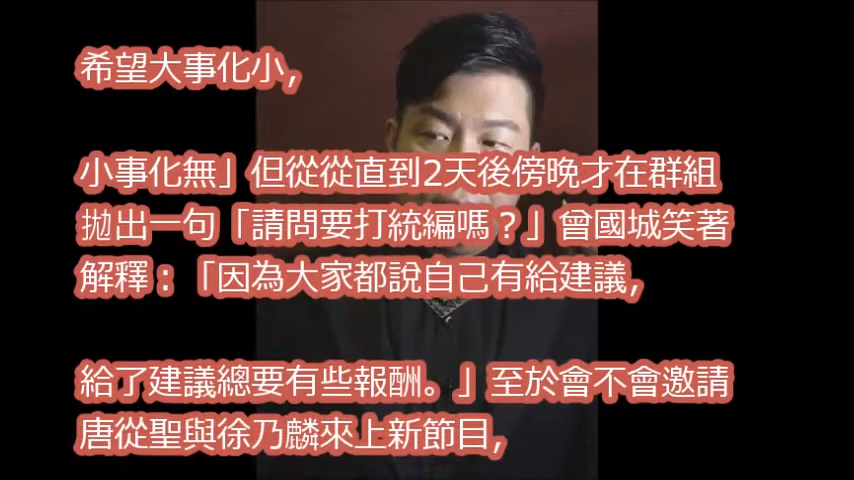 希望大事化小,
小事化無」但從從直到2天後傍晚才在群組
拋出一句「請問要打統編嗎？」曾國城笑著
解釋：「因為大家都說自己有給建議,
給了建議總要有些報酬。」至於會不會邀請
唐從聖與徐乃麟來上新節目,